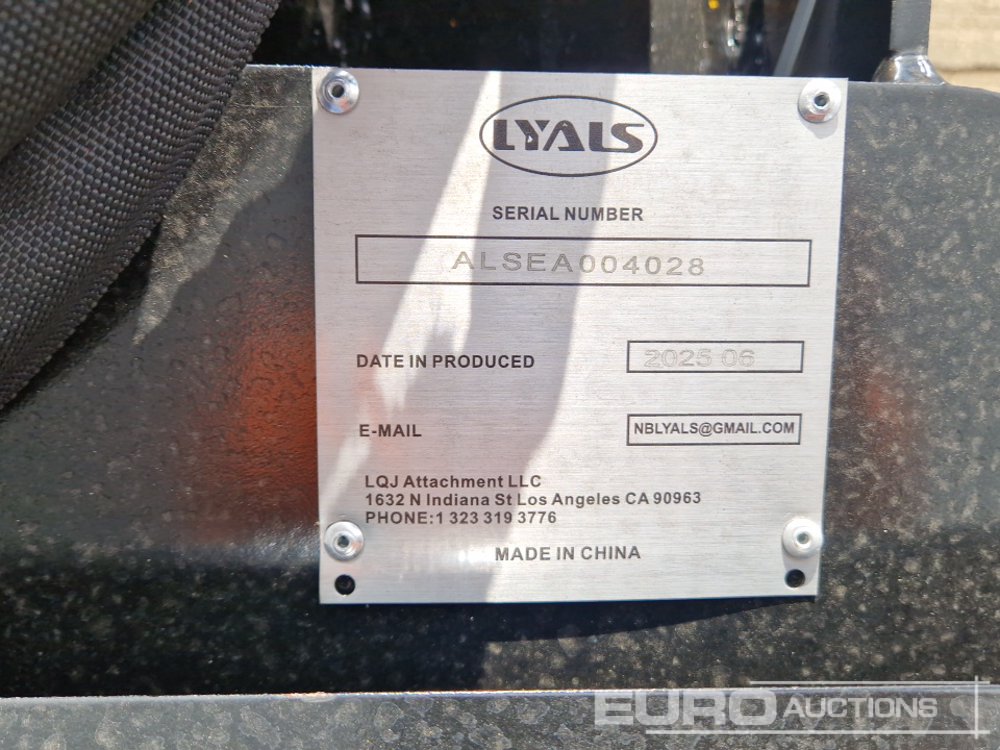 LYALS
SERIAL NUMBER
ALSEA004028
DATE IN PRODUCED 2025 06
E-MAIL NBLYALS@GMAIL.COM
LQJ Attachment LLC
1632 N Indiana St Los Angeles CA 90963
PHONE:1 323 319 3776
MADE IN CHINA
EURO AUCTIONS